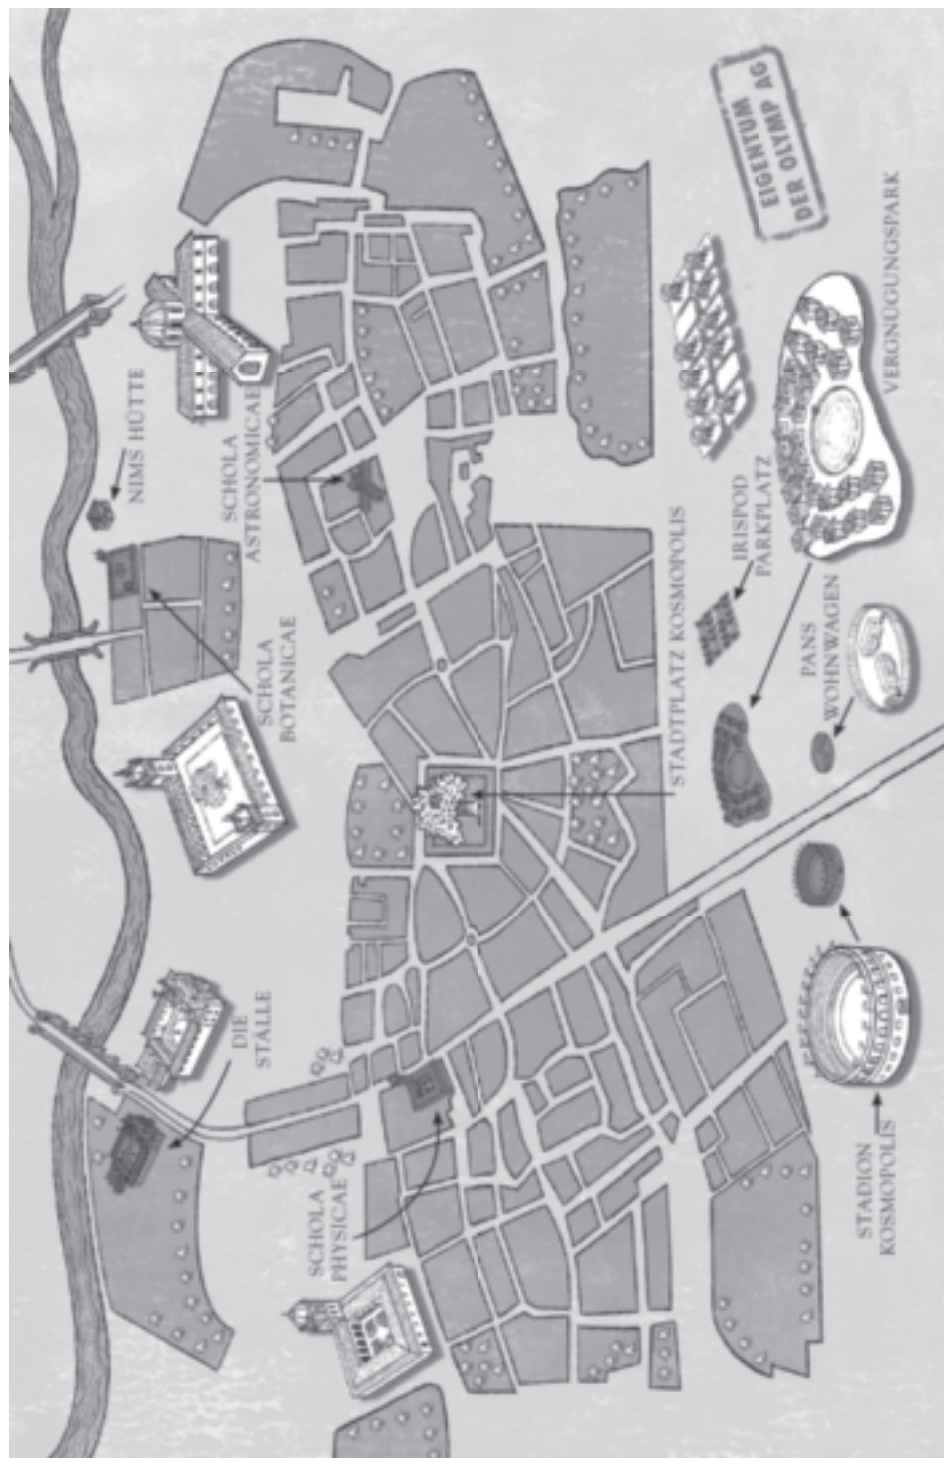 EIGENTUM
DER OLYMP AG
VERGNÜGUNGSPARK
NIMS HÜTTE
SCHOLA
ASTRONOMICAE
IRISPOD
PARKPLATZ
SCHOLA
BOTANICAE
STADTPLATZ KOSMOPOLIS
PANS
WOHNWAGEN
DIE
STÄLLE
SCHOLA
PHYSICAE
STADION
KOSMOPOLIS